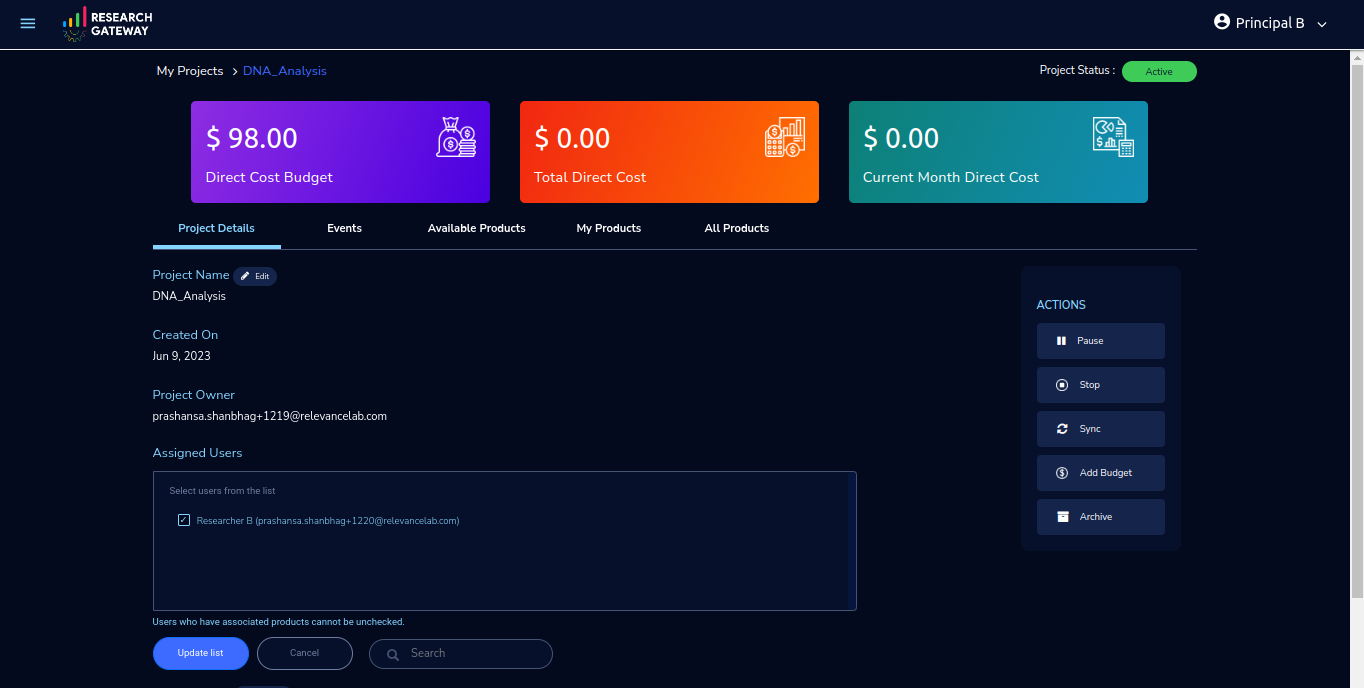 RESEARCH
GATEWAY
Principal B
My Projects > DNA_Analysis
Project Status : Active
$ 98.00
Direct Cost Budget
$ 0.00
Total Direct Cost
$ 0.00
Current Month Direct Cost
Project Details Events Available Products My Products All Products
Project Name Edit
DNA_Analysis
Created On
Jun 9, 2023
Project Owner
prashansa.shanbhag+1219@relevancelab.com
Assigned Users
Select users from the list
Researcher B (prashansa.shanbhag+1220@relevancelab.com)
Users who have associated products cannot be unchecked.
Update list Cancel Search
ACTIONS
Pause
Stop
Sync
Add Budget
Archive